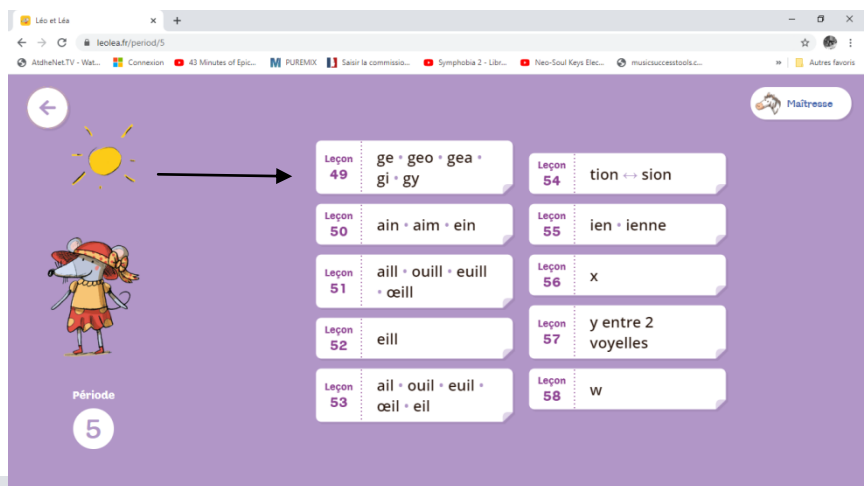 Léo et Léa
leolea.fr/period/5
AtdheNet.TV - Wat... Connexion 43 Minutes of Epic... PUREMIX Saisir la commissio... Symphobia 2 - Libr... Neo-Soul Keys Elec... musicsuccesstools.c... » Autres favoris
Maîtresse
Leçon 49
ge • geo • gea •
gi • gy
Leçon 50
ain • aim • ein
Leçon 51
aill • ouill • euill
• œill
Leçon 52
eill
Leçon 53
ail • ouil • euil •
œil • eil
Leçon 54
tion ↔ sion
Leçon 55
ien • ienne
Leçon 56
x
Leçon 57
y entre 2
voyelles
Leçon 58
w
Période
5